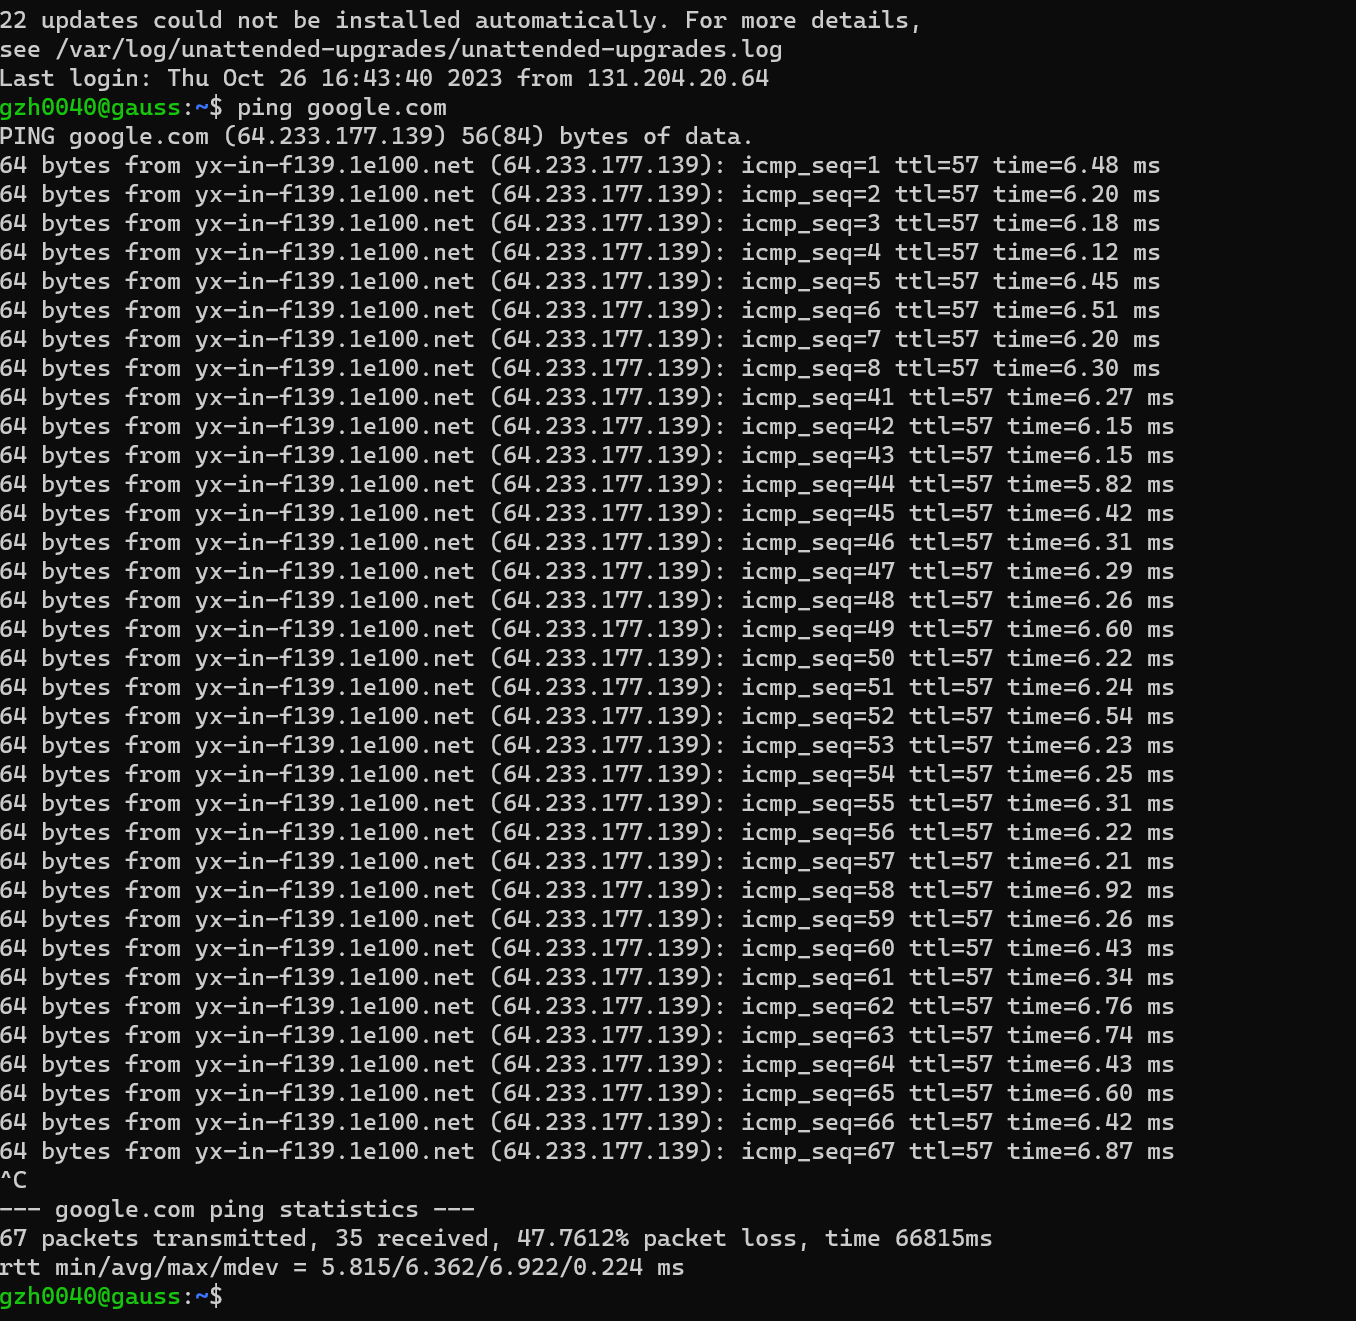 22 updates could not be installed automatically. For more details,
see /var/log/unattended-upgrades/unattended-upgrades.log
Last login: Thu Oct 26 16:43:40 2023 from 131.204.20.64
gzh0040@gauss:~$ ping google.com
PING google.com (64.233.177.139) 56(84) bytes of data.
64 bytes from yx-in-f139.1e100.net (64.233.177.139): icmp_seq=1 ttl=57 time=6.48 ms
64 bytes from yx-in-f139.1e100.net (64.233.177.139): icmp_seq=2 ttl=57 time=6.20 ms
64 bytes from yx-in-f139.1e100.net (64.233.177.139): icmp_seq=3 ttl=57 time=6.18 ms
64 bytes from yx-in-f139.1e100.net (64.233.177.139): icmp_seq=4 ttl=57 time=6.12 ms
64 bytes from yx-in-f139.1e100.net (64.233.177.139): icmp_seq=5 ttl=57 time=6.45 ms
64 bytes from yx-in-f139.1e100.net (64.233.177.139): icmp_seq=6 ttl=57 time=6.51 ms
64 bytes from yx-in-f139.1e100.net (64.233.177.139): icmp_seq=7 ttl=57 time=6.20 ms
64 bytes from yx-in-f139.1e100.net (64.233.177.139): icmp_seq=8 ttl=57 time=6.30 ms
64 bytes from yx-in-f139.1e100.net (64.233.177.139): icmp_seq=41 ttl=57 time=6.27 ms
64 bytes from yx-in-f139.1e100.net (64.233.177.139): icmp_seq=42 ttl=57 time=6.15 ms
64 bytes from yx-in-f139.1e100.net (64.233.177.139): icmp_seq=43 ttl=57 time=6.15 ms
64 bytes from yx-in-f139.1e100.net (64.233.177.139): icmp_seq=44 ttl=57 time=5.82 ms
64 bytes from yx-in-f139.1e100.net (64.233.177.139): icmp_seq=45 ttl=57 time=6.42 ms
64 bytes from yx-in-f139.1e100.net (64.233.177.139): icmp_seq=46 ttl=57 time=6.31 ms
64 bytes from yx-in-f139.1e100.net (64.233.177.139): icmp_seq=47 ttl=57 time=6.29 ms
64 bytes from yx-in-f139.1e100.net (64.233.177.139): icmp_seq=48 ttl=57 time=6.26 ms
64 bytes from yx-in-f139.1e100.net (64.233.177.139): icmp_seq=49 ttl=57 time=6.60 ms
64 bytes from yx-in-f139.1e100.net (64.233.177.139): icmp_seq=50 ttl=57 time=6.22 ms
64 bytes from yx-in-f139.1e100.net (64.233.177.139): icmp_seq=51 ttl=57 time=6.24 ms
64 bytes from yx-in-f139.1e100.net (64.233.177.139): icmp_seq=52 ttl=57 time=6.54 ms
64 bytes from yx-in-f139.1e100.net (64.233.177.139): icmp_seq=53 ttl=57 time=6.23 ms
64 bytes from yx-in-f139.1e100.net (64.233.177.139): icmp_seq=54 ttl=57 time=6.25 ms
64 bytes from yx-in-f139.1e100.net (64.233.177.139): icmp_seq=55 ttl=57 time=6.31 ms
64 bytes from yx-in-f139.1e100.net (64.233.177.139): icmp_seq=56 ttl=57 time=6.22 ms
64 bytes from yx-in-f139.1e100.net (64.233.177.139): icmp_seq=57 ttl=57 time=6.21 ms
64 bytes from yx-in-f139.1e100.net (64.233.177.139): icmp_seq=58 ttl=57 time=6.92 ms
64 bytes from yx-in-f139.1e100.net (64.233.177.139): icmp_seq=59 ttl=57 time=6.26 ms
64 bytes from yx-in-f139.1e100.net (64.233.177.139): icmp_seq=60 ttl=57 time=6.43 ms
64 bytes from yx-in-f139.1e100.net (64.233.177.139): icmp_seq=61 ttl=57 time=6.34 ms
64 bytes from yx-in-f139.1e100.net (64.233.177.139): icmp_seq=62 ttl=57 time=6.76 ms
64 bytes from yx-in-f139.1e100.net (64.233.177.139): icmp_seq=63 ttl=57 time=6.74 ms
64 bytes from yx-in-f139.1e100.net (64.233.177.139): icmp_seq=64 ttl=57 time=6.43 ms
64 bytes from yx-in-f139.1e100.net (64.233.177.139): icmp_seq=65 ttl=57 time=6.60 ms
64 bytes from yx-in-f139.1e100.net (64.233.177.139): icmp_seq=66 ttl=57 time=6.42 ms
64 bytes from yx-in-f139.1e100.net (64.233.177.139): icmp_seq=67 ttl=57 time=6.87 ms
^C
--- google.com ping statistics ---
67 packets transmitted, 35 received, 47.7612% packet loss, time 66815ms
rtt min/avg/max/mdev = 5.815/6.362/6.922/0.224 ms
gzh0040@gauss:~$